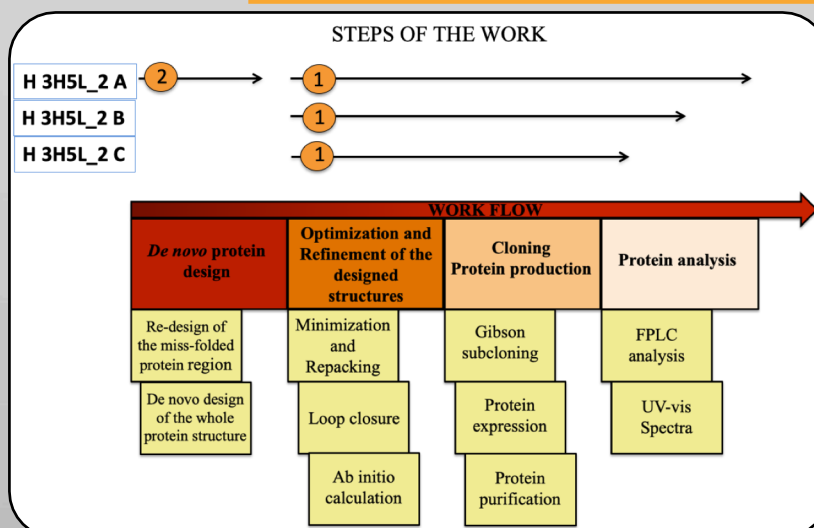 STEPS OF THE WORK
H 3H5L_2 A
2
1
H 3H5L_2 B
1
H 3H5L_2 C
1
WORK FLOW
De novo protein
design
Optimization and
Refinement of the
designed
structures
Cloning
Protein production
Protein analysis
Re-design of
the miss-folded
protein region
De novo design
of the whole
protein structure
Minimization
and
Repacking
Loop closure
Ab initio
calculation
Gibson
subcloning
Protein
expression
Protein
purification
FPLC
analysis
UV-vis
Spectra